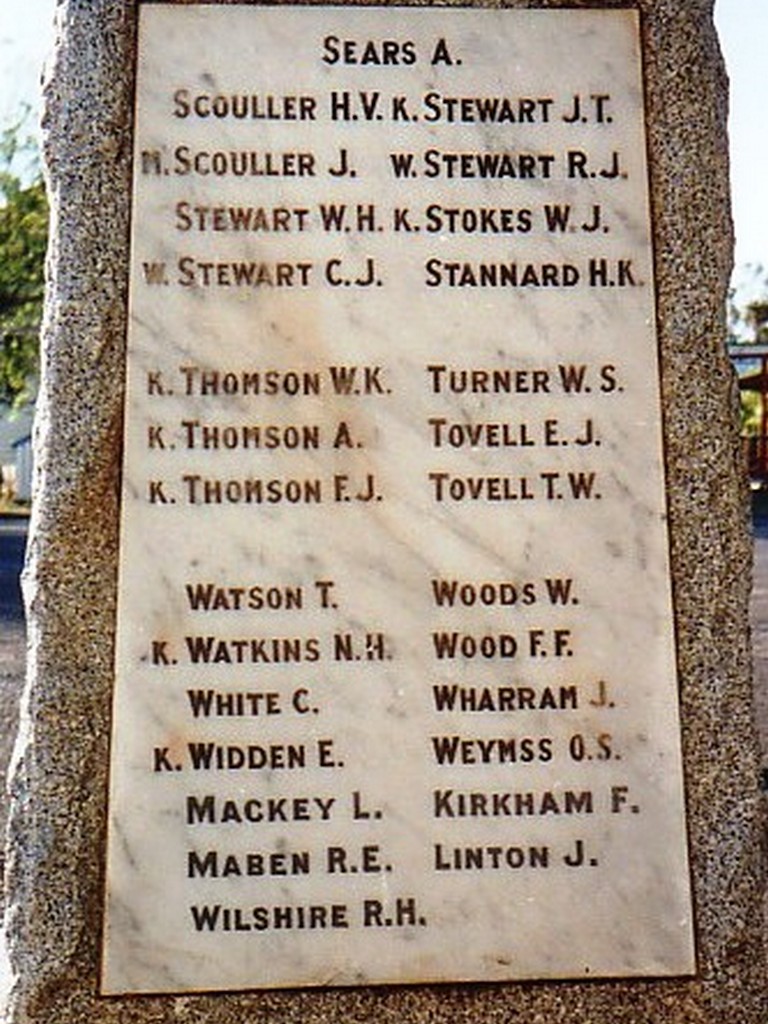 SEARS A.
SCOULLER H.V. K. STEWART J.T.
M. SCOULLER J. W. STEWART R.J.
STEWART W.H. K. STOKES W.J.
W. STEWART C.J. STANNARD H.K.
K. THOMSON W.K. TURNER W.S.
K. THOMSON A. TOVELL E.J.
K. THOMSON F.J. TOVELL T.W.
WATSON T. WOODS W.
K. WATKINS N.H. WOOD F.F.
WHITE C. WHARRAM J.
K. WIDDEN E. WEYMSS O.S.
MACKEY L. KIRKHAM F.
MABEN R.E. LINTON J.
WILSHIRE R.H.